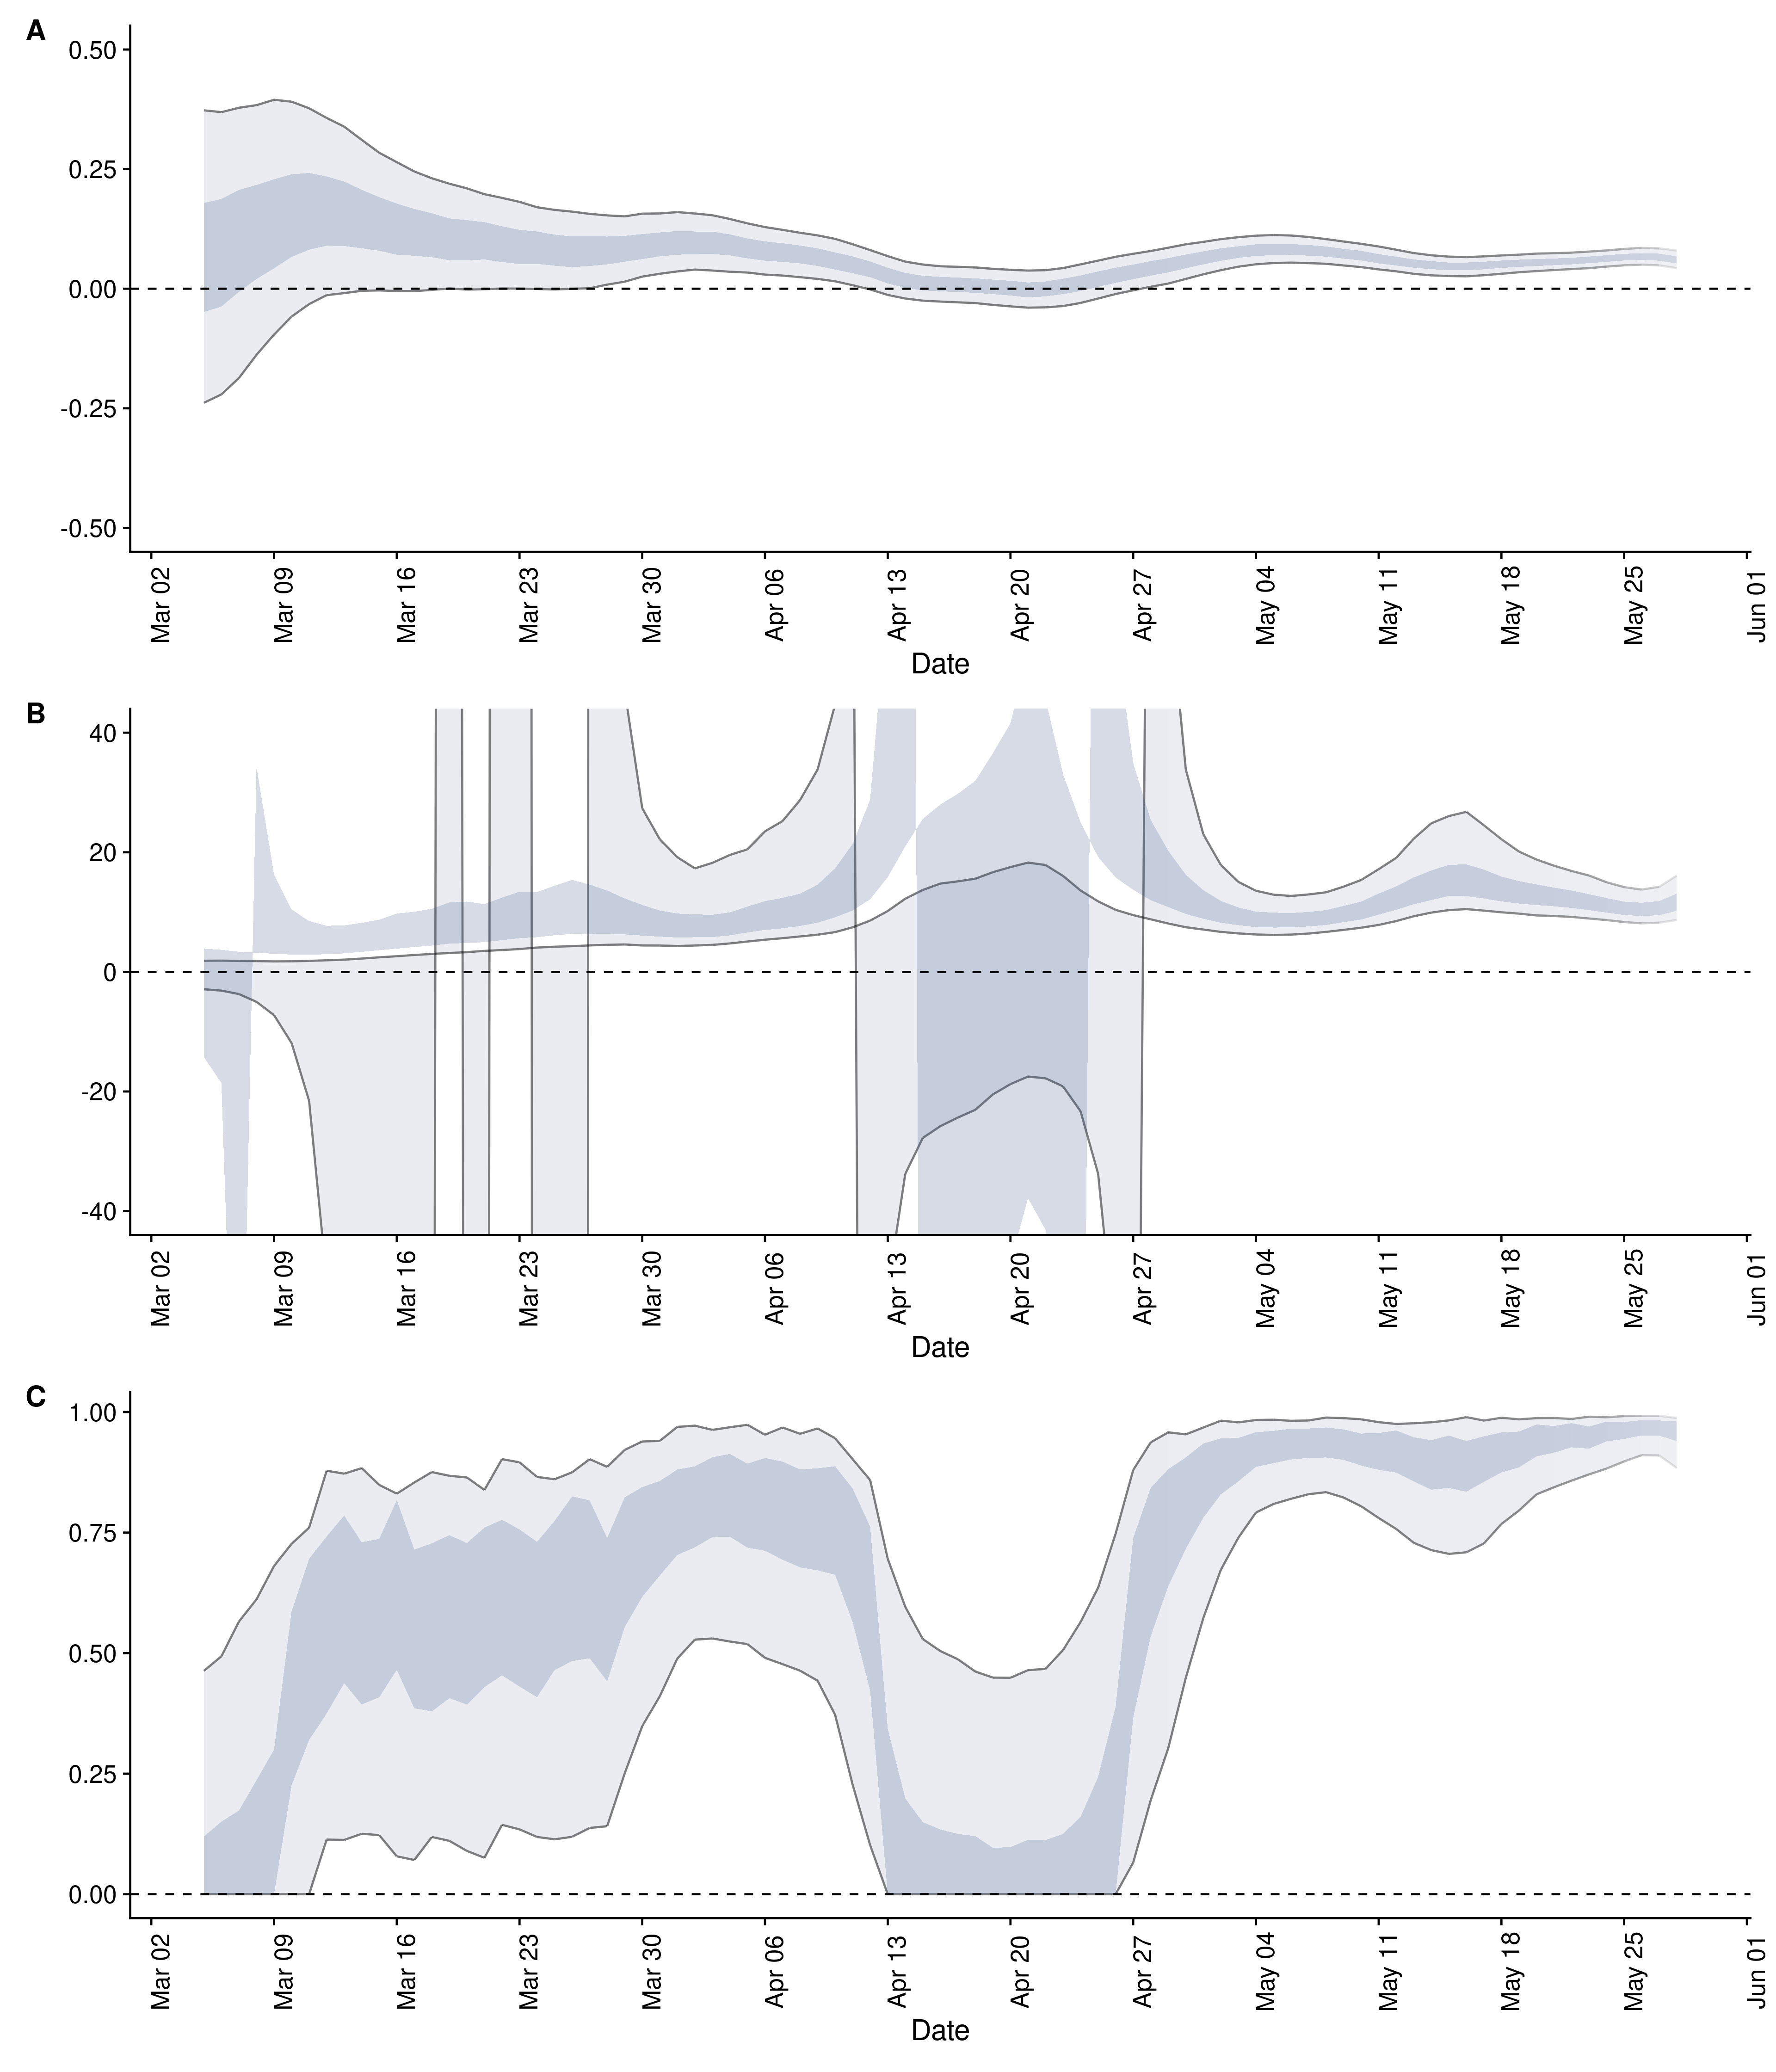 A
0.50
0.25
0.00
-0.25
-0.50
Mar 02
Mar 09
Mar 16
Mar 23
Mar 30
Apr 06
Apr 13
Apr 20
Apr 27
May 04
May 11
May 18
May 25
Jun 01
Date
B
40
20
0
-20
-40
Mar 02
Mar 09
Mar 16
Mar 23
Mar 30
Apr 06
Apr 13
Apr 20
Apr 27
May 04
May 11
May 18
May 25
Jun 01
Date
C
1.00
0.75
0.50
0.25
0.00
Mar 02
Mar 09
Mar 16
Mar 23
Mar 30
Apr 06
Apr 13
Apr 20
Apr 27
May 04
May 11
May 18
May 25
Jun 01
Date